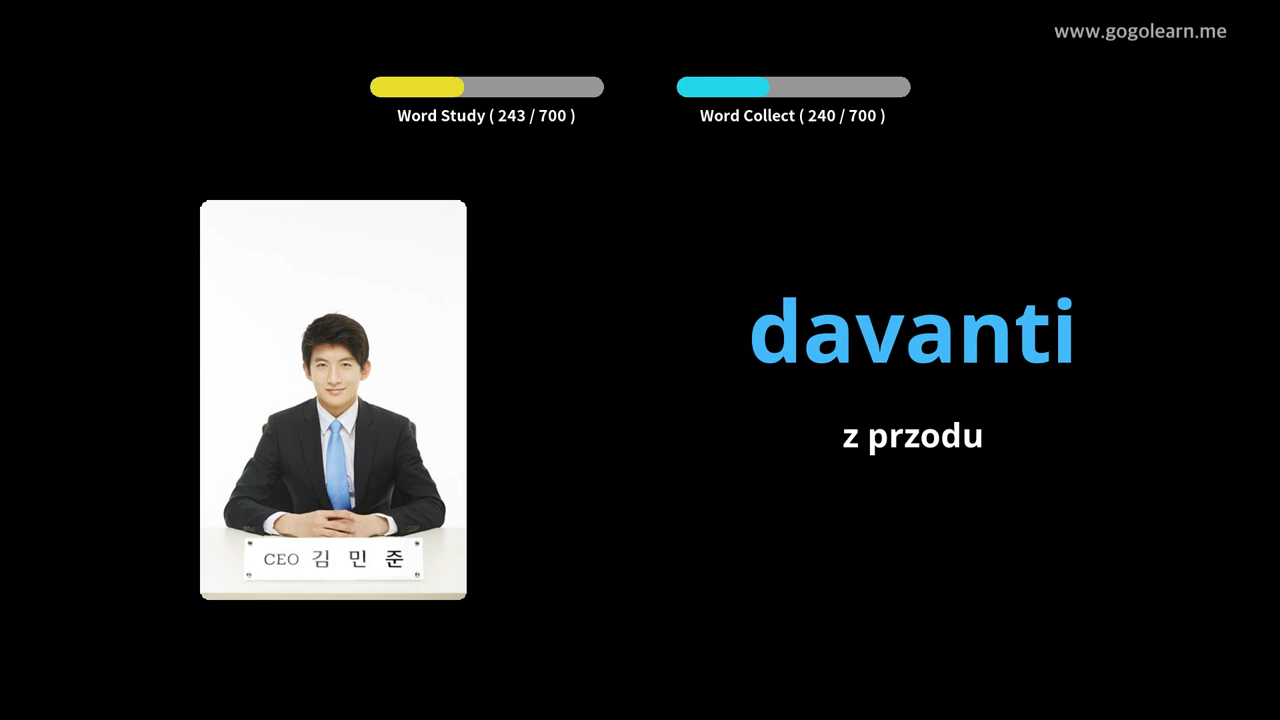 www.gogolearn.me
Word Study ( 243 / 700 )
Word Collect ( 240 / 700 )
davanti
z przodu
CEO 김 민 준